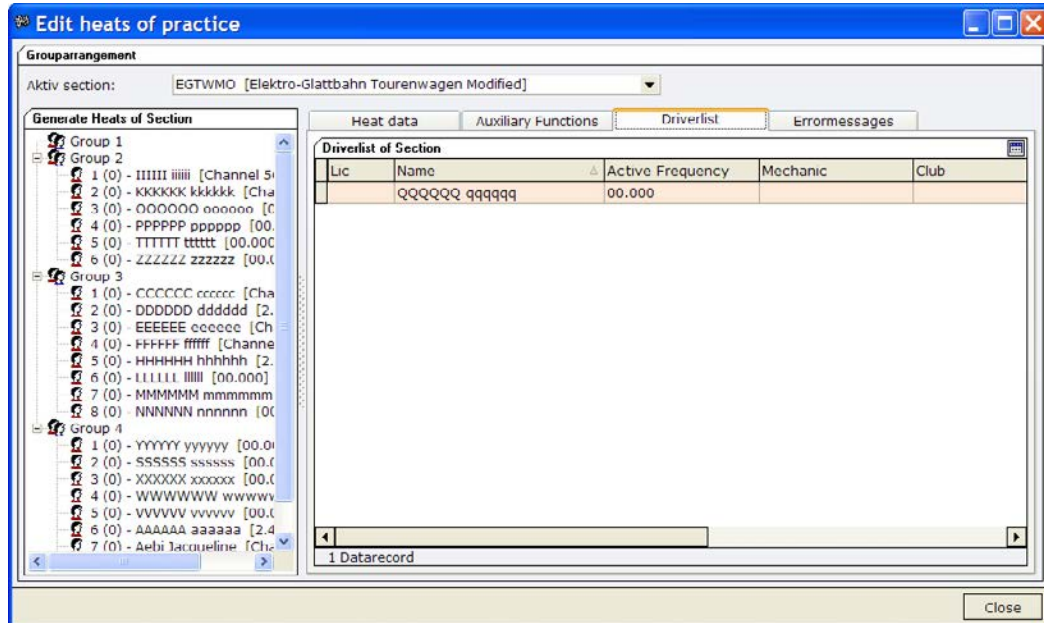 Edit heats of practice
Grouparrangement
Aktiv section: EGTWMO [Elektro-Glattbahn Tourenwagen Modified]
Generate Heats of Section
Group 1
Group 2
1 (0) - IIIIII iiiiii [Channel 5
2 (0) - KKKKKK kkkkkk [Cha
3 (0) - OOOOOO oooooo [C
4 (0) - PPPPPP pppppp [00.
5 (0) - TTTTTT tttttt [00.000
6 (0) - ZZZZZZ zzzzzz [00.0
Group 3
1 (0) - CCCCCC cccccc [Cha
2 (0) - DDDDDD dddddd [2.
3 (0) - EEEEEE eeeeee [Ch
4 (0) - FFFFFF ffffff [Channe
5 (0) - HHHHHH hhhhhh [2.
6 (0) - LLLLLL llllll [00.000]
7 (0) - MMMMMM mmmmmm
8 (0) - NNNNNN nnnnnn [00
Group 4
1 (0) - YYYYYY yyyyyy [00.00
2 (0) - SSSSSS ssssss [00.0
3 (0) - XXXXXX xxxxxx [00.0
4 (0) - WWWWWW wwwwww
5 (0) - VVVVVV vvvvvv [00.0
6 (0) - AAAAAA aaaaaa [2.4
7 (0) - Aebi Jacqueline [Cha
Heat data Auxiliary Functions Driverlist Errormessages
Driverlist of Section
Lic Name Active Frequency Mechanic Club
QQQQQQ qqqqqq 00.000
1 Datarecord
Close